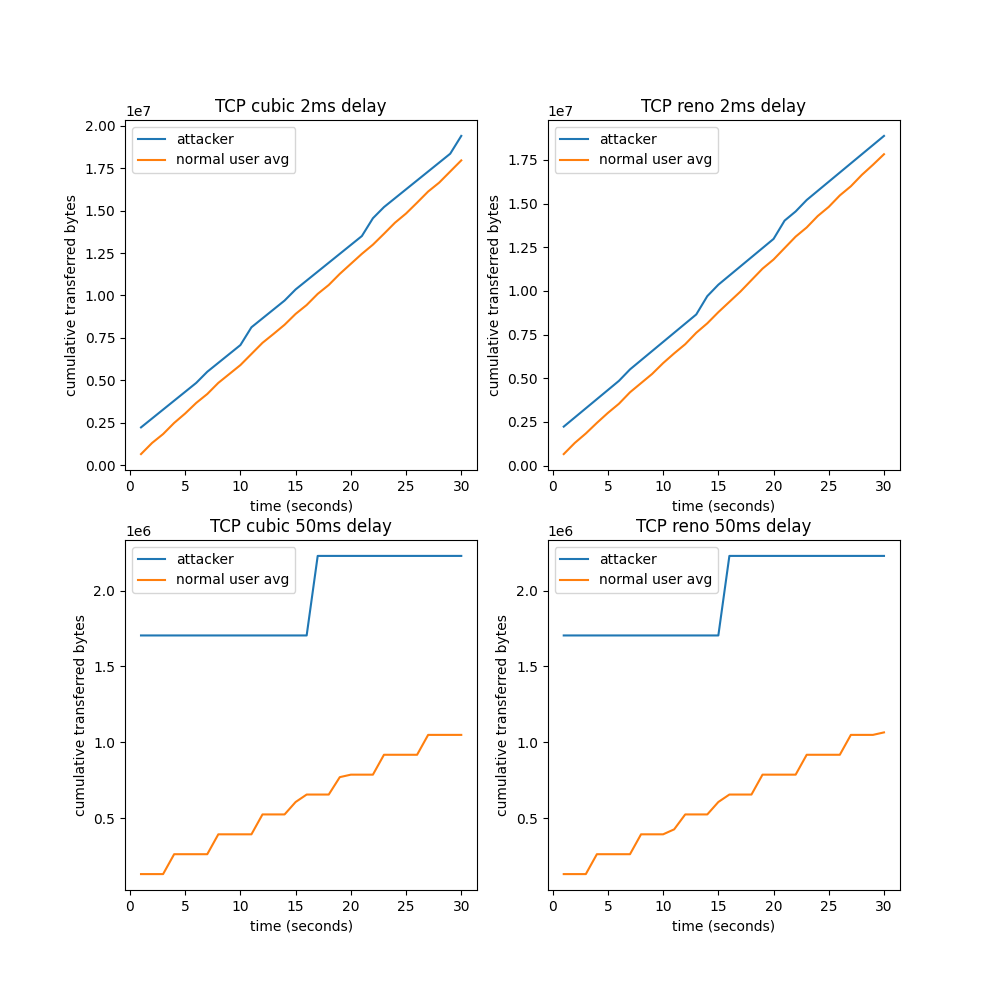 TCP cubic 2ms delay
1e7
attacker
normal user avg
cumulative transferred bytes
2.00
1.75
1.50
1.25
1.00
0.75
0.50
0.25
0.00
0 5 10 15 20 25 30
time (seconds)
TCP reno 2ms delay
1e7
attacker
normal user avg
cumulative transferred bytes
1.75
1.50
1.25
1.00
0.75
0.50
0.25
0.00
0 5 10 15 20 25 30
time (seconds)
TCP cubic 50ms delay
1e6
attacker
normal user avg
cumulative transferred bytes
2.0
1.5
1.0
0.5
0 5 10 15 20 25 30
time (seconds)
TCP reno 50ms delay
1e6
attacker
normal user avg
cumulative transferred bytes
2.0
1.5
1.0
0.5
0 5 10 15 20 25 30
time (seconds)